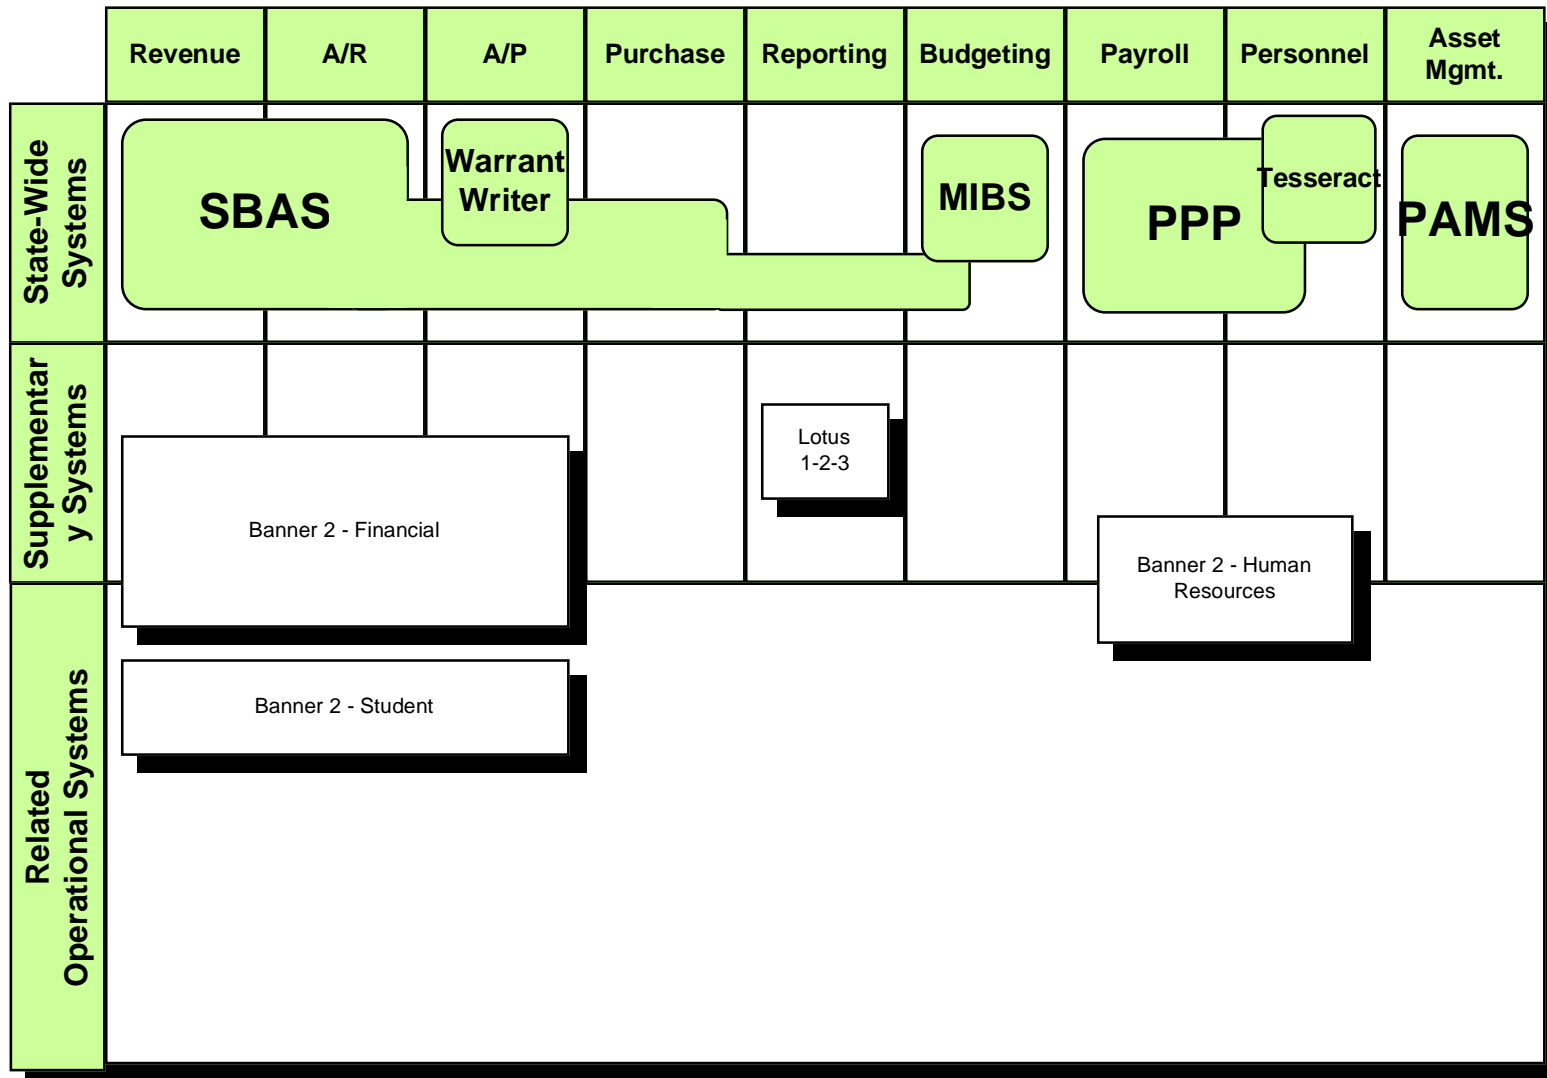 Revenue
A/R
A/P
Purchase
Reporting
Budgeting
Payroll
Personnel
Asset
Mgmt.
State-Wide
Systems
SBAS
Warrant
Writer
MIBS
PPP
Tesseract
PAMS
Supplementar
y Systems
Lotus
1-2-3
Banner 2 - Financial
Banner 2 - Human
Resources
Related
Operational Systems
Banner 2 - Student